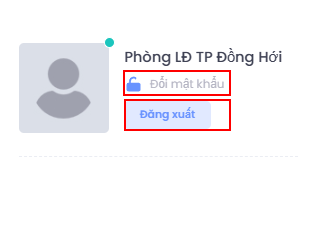 Phòng LĐ TP Đồng Hới
Đổi mật khẩu
Đăng xuất